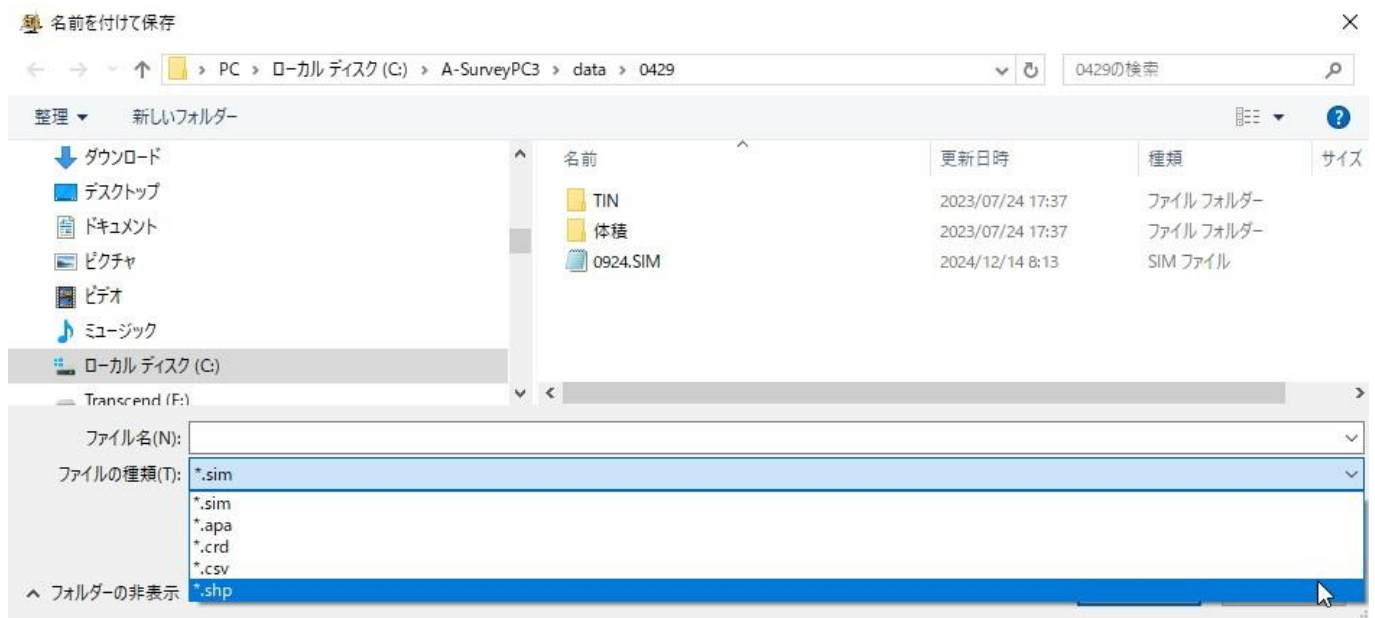 名前を付けて保存
PC > ローカル ディスク (C:) > A-SurveyPC3 > data > 0429
0429の検索
整理 新しいフォルダー
ダウンロード
デスクトップ
ドキュメント
ピクチャ
ビデオ
ミュージック
ローカル ディスク (C:)
Transcend (E:)
名前 更新日時 種類 サイズ
TIN 2023/07/24 17:37 ファイル フォルダー
体積 2023/07/24 17:37 ファイル フォルダー
0924.SIM 2024/12/14 8:13 SIM ファイル
ファイル名(N):
ファイルの種類(T): *.sim
*.sim
*.apa
*.crd
*.csv
*.shp
フォルダーの非表示